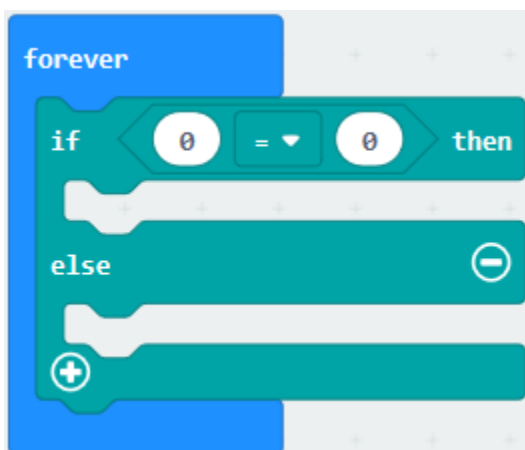 forever
if 0 = 0 then
else